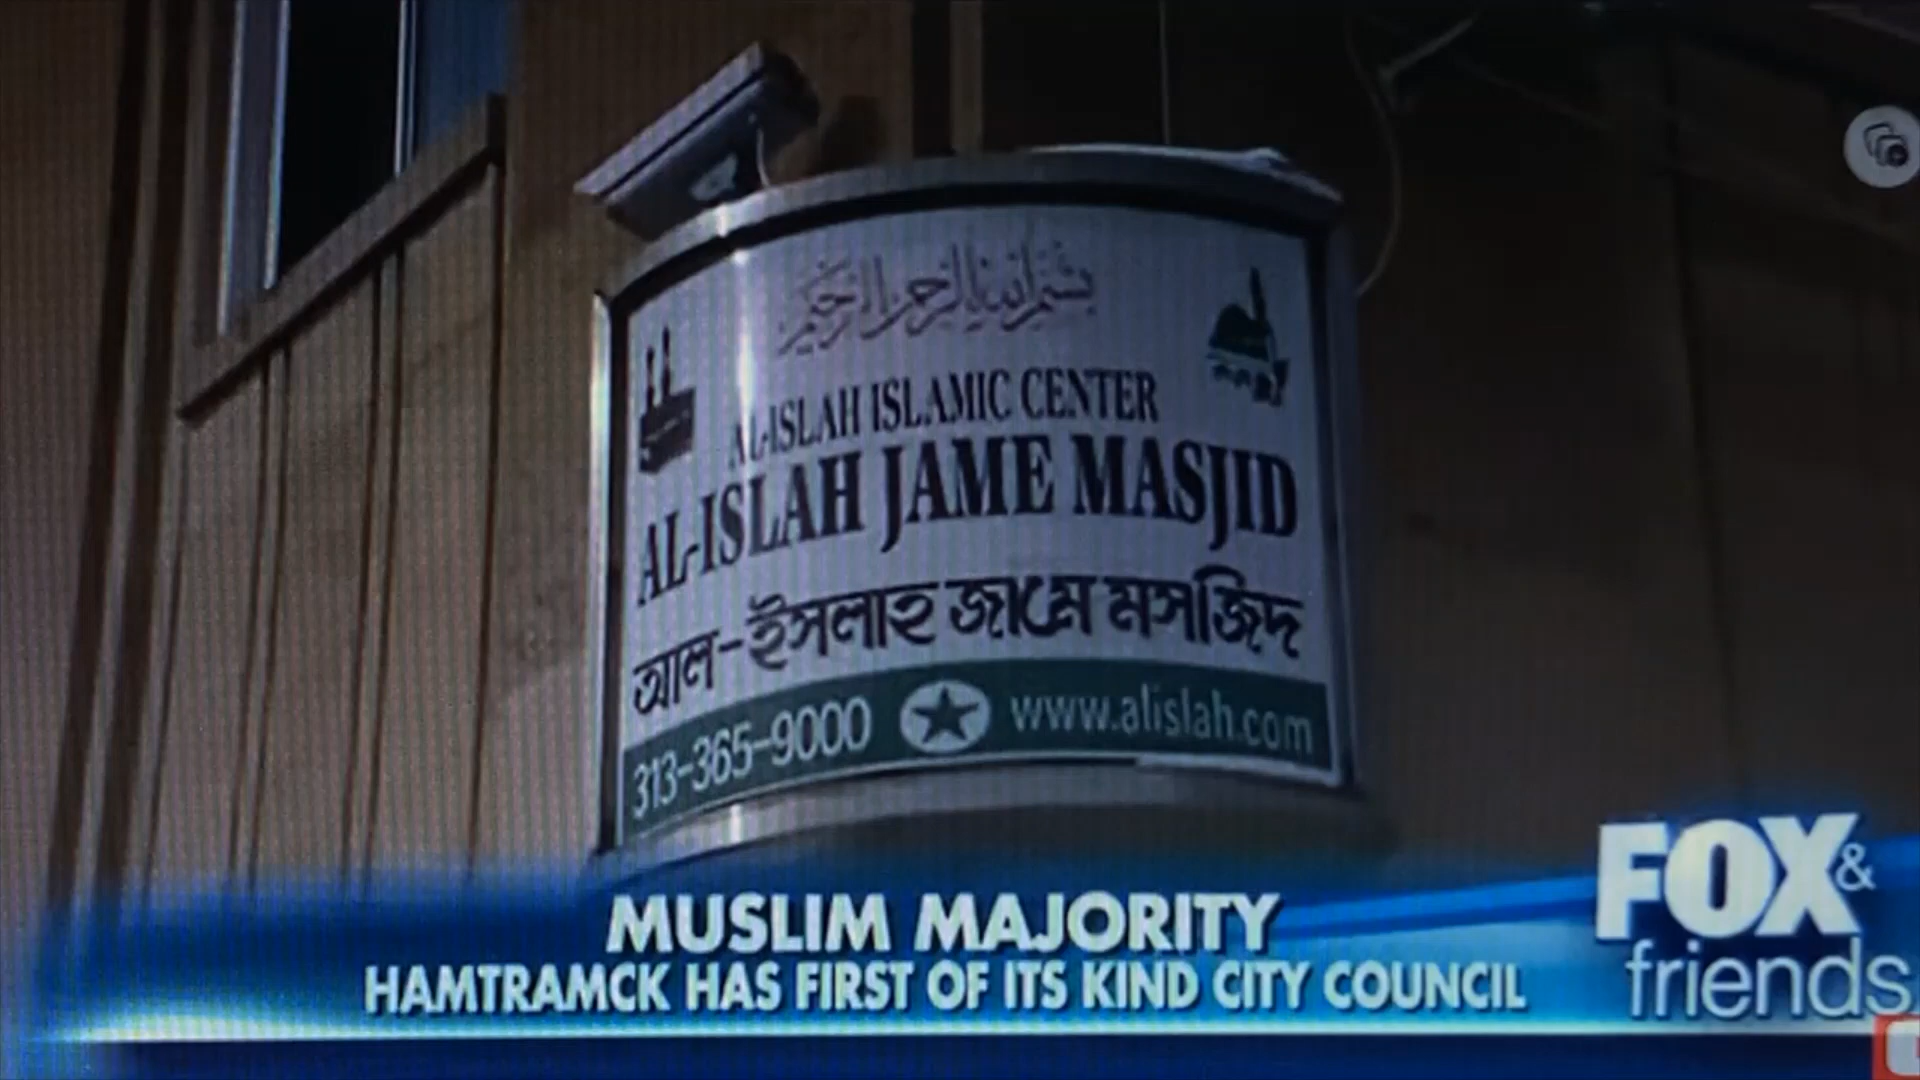 بسم الله الرحمن الرحيم
AL-ISLAH ISLAMIC CENTER
AL-ISLAH JAME MASJID
আল-ইসলাহ জামে মসজিদ
313-365-9000 www.alislah.com
MUSLIM MAJORITY
HAMTRAMCK HAS FIRST OF ITS KIND CITY COUNCIL
FOX &
friends